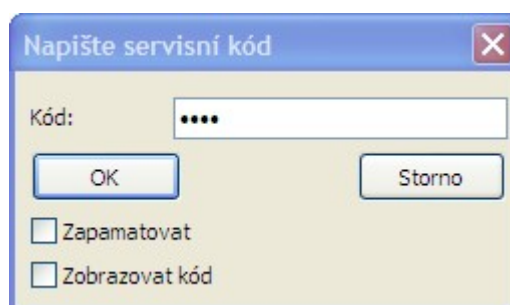 Napište servisní kód
Kód: ••••
OK Storno
Zapamatovat
Zobrazovat kód